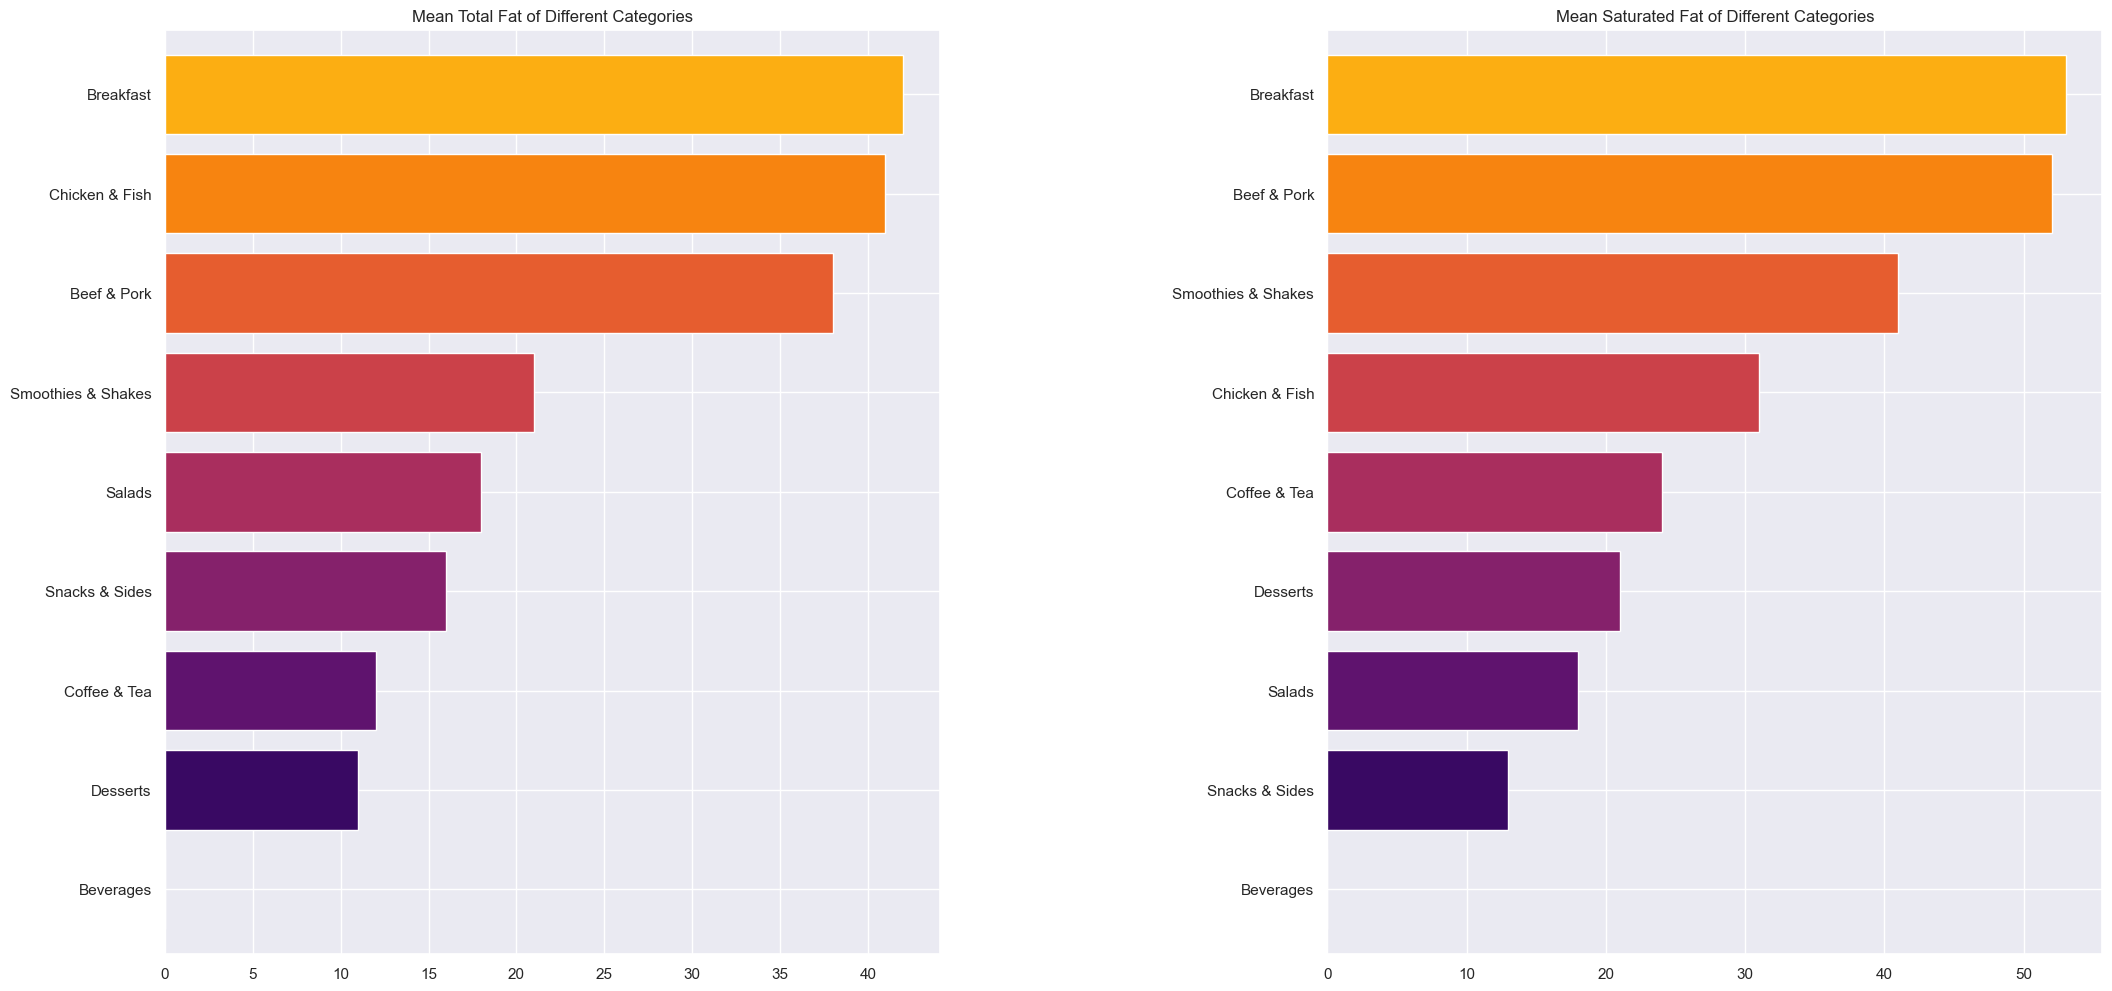 Mean Total Fat of Different Categories
Breakfast
Chicken & Fish
Beef & Pork
Smoothies & Shakes
Salads
Snacks & Sides
Coffee & Tea
Desserts
Beverages
0 5 10 15 20 25 30 35 40
Mean Saturated Fat of Different Categories
Breakfast
Beef & Pork
Smoothies & Shakes
Chicken & Fish
Coffee & Tea
Desserts
Salads
Snacks & Sides
Beverages
0 10 20 30 40 50